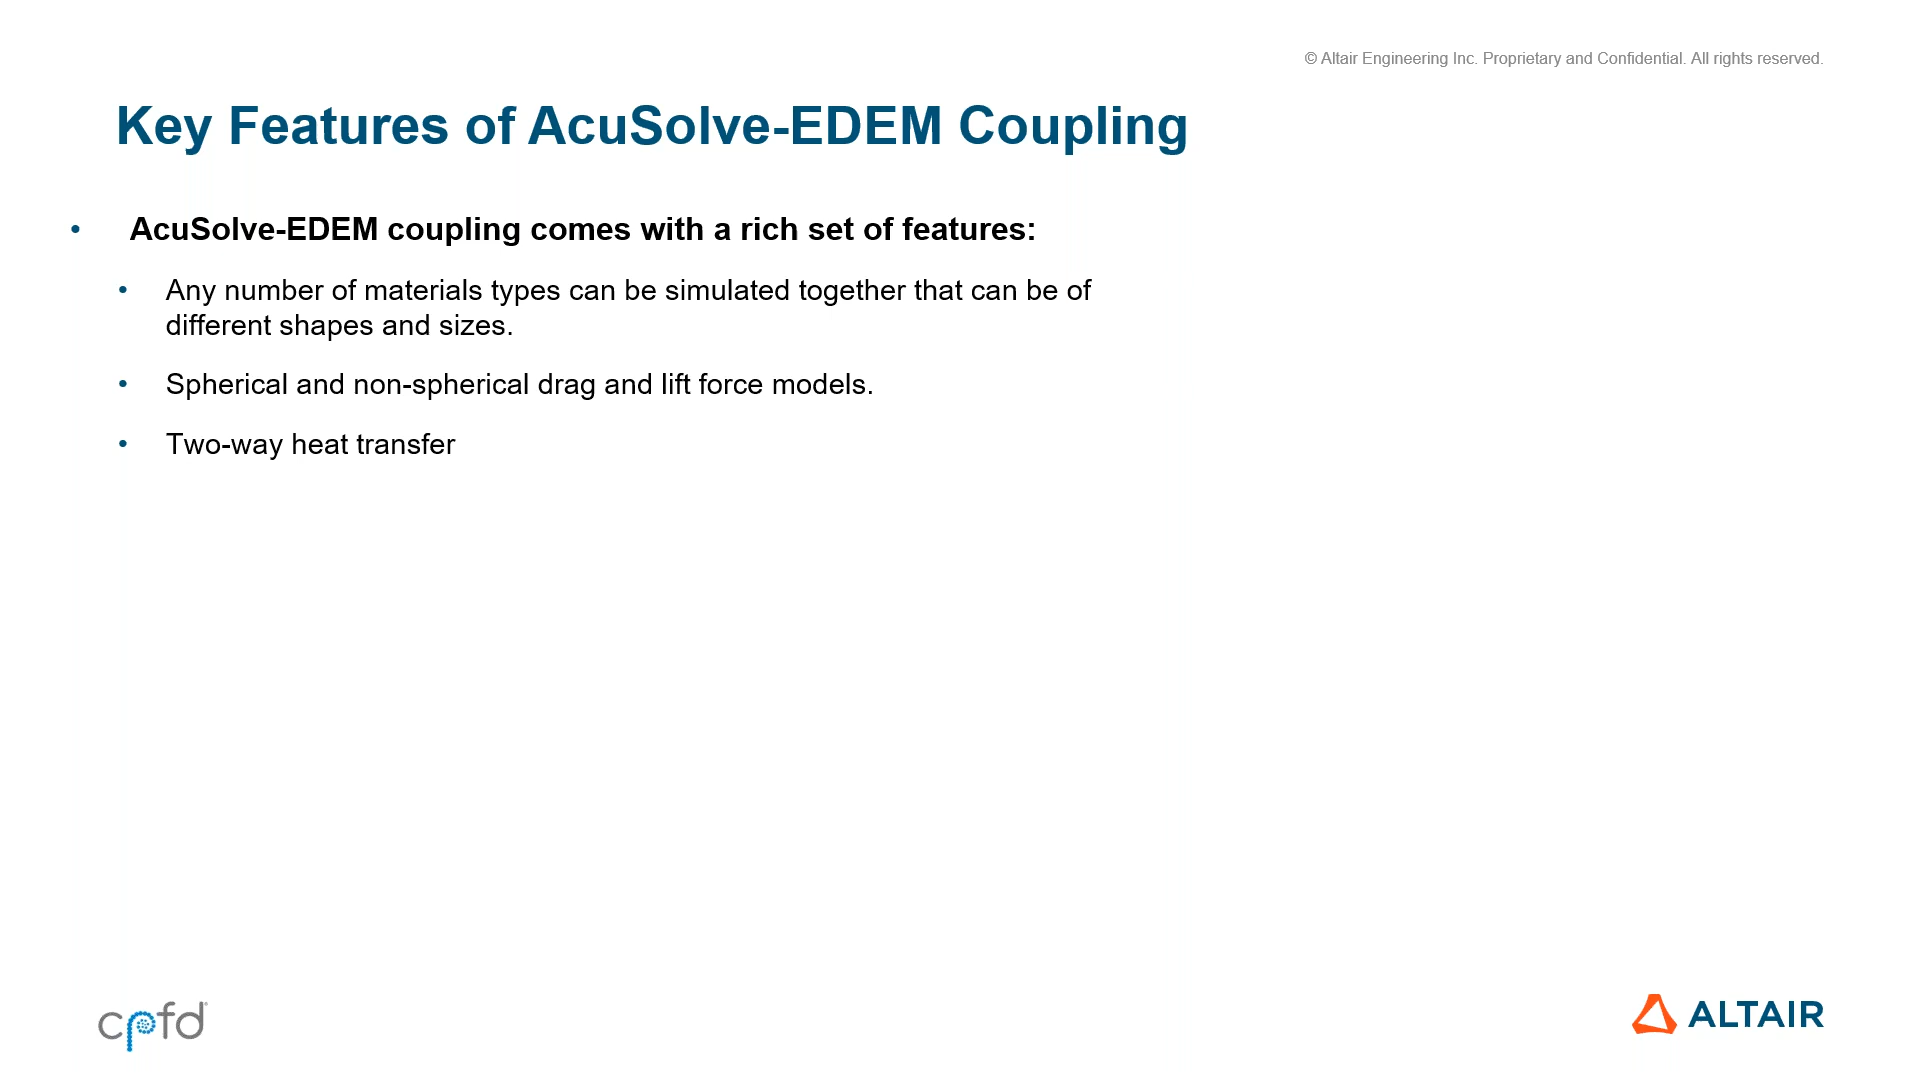 © Altair Engineering Inc. Proprietary and Confidential. All rights reserved.
Key Features of AcuSolve-EDEM Coupling
• AcuSolve-EDEM coupling comes with a rich set of features:
• Any number of materials types can be simulated together that can be of
different shapes and sizes.
• Spherical and non-spherical drag and lift force models.
• Two-way heat transfer
cpfd
ALTAIR